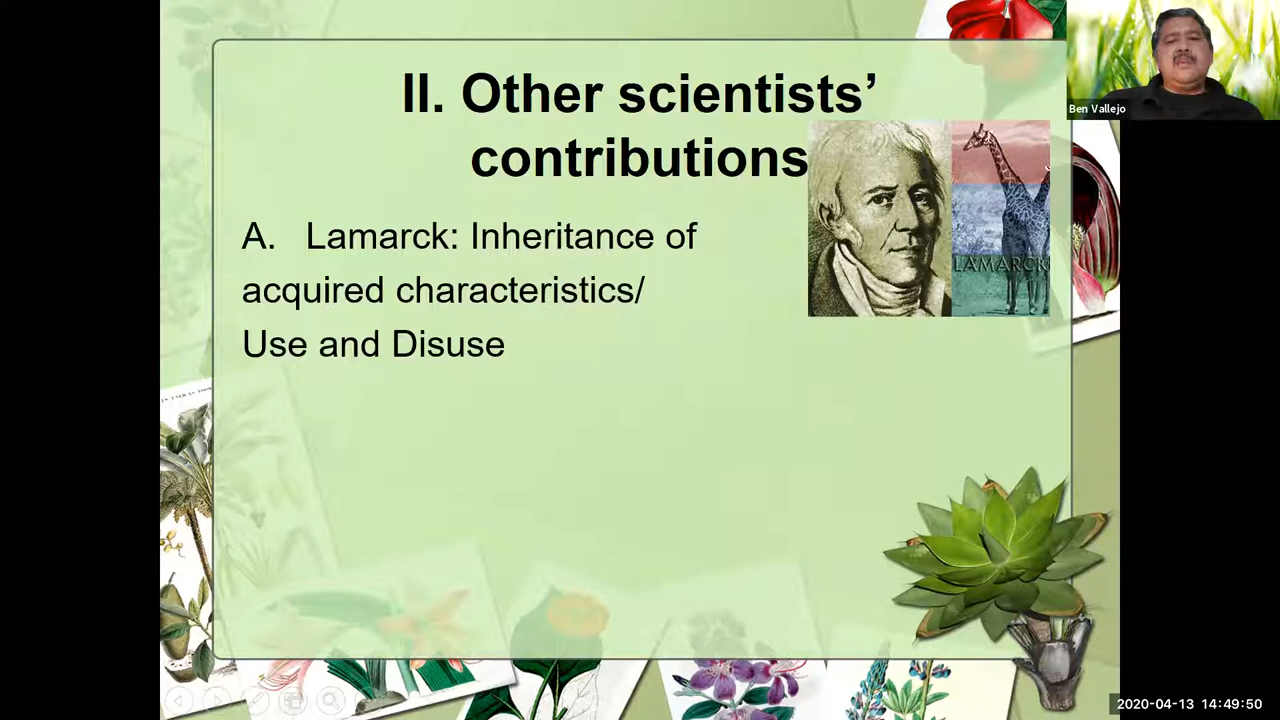 II. Other scientists’
contributions
Ben Vallejo
LAMARCK
A. Lamarck: Inheritance of
acquired characteristics/
Use and Disuse
2020-04-13 14:49:50